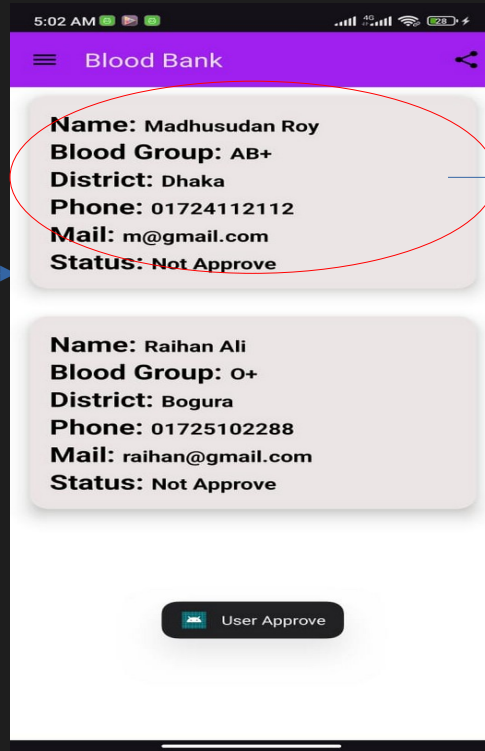 5:02 AM
4G
28
Blood Bank
Name: Madhusudan Roy
Blood Group: AB+
District: Dhaka
Phone: 01724112112
Mail: m@gmail.com
Status: Not Approve
Name: Raihan Ali
Blood Group: O+
District: Bogura
Phone: 01725102288
Mail: raihan@gmail.com
Status: Not Approve
User Approve